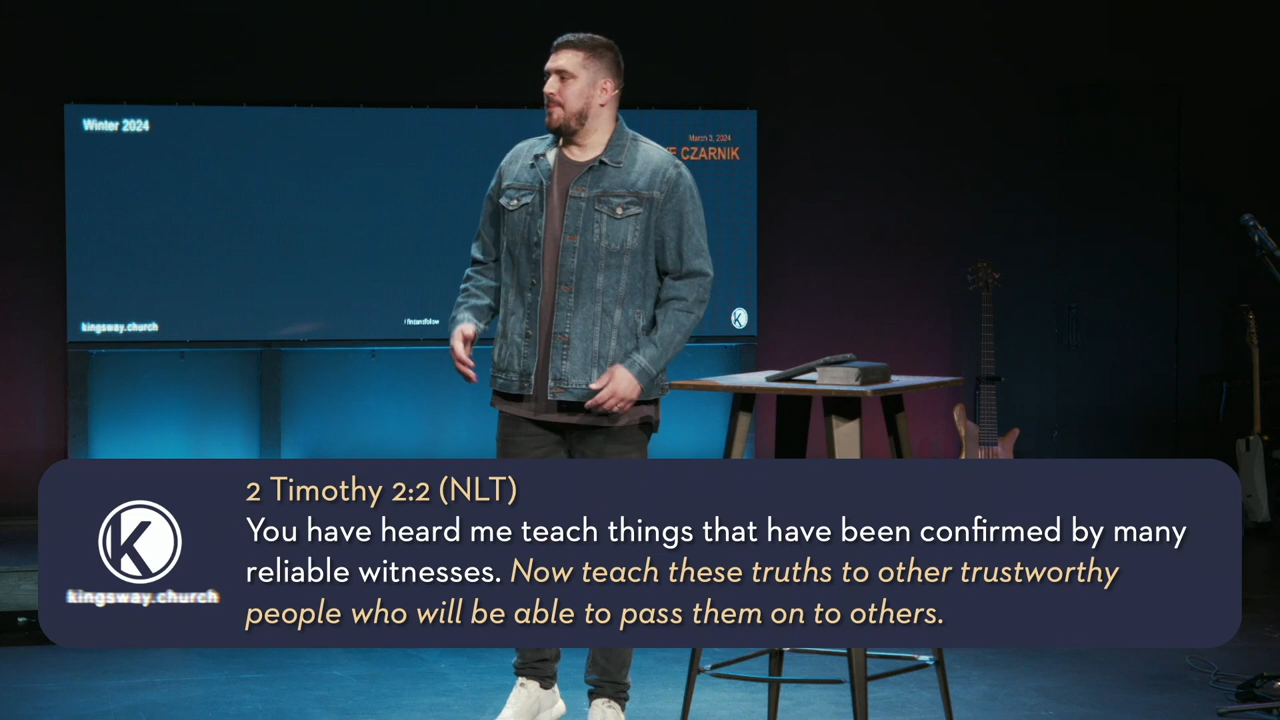 Winter 2024
March 3, 2024
E CZARNIK
kingsway.church
K
2 Timothy 2:2 (NLT)
You have heard me teach things that have been confirmed by many
reliable witnesses. Now teach these truths to other trustworthy
people who will be able to pass them on to others.
K
kingsway.church